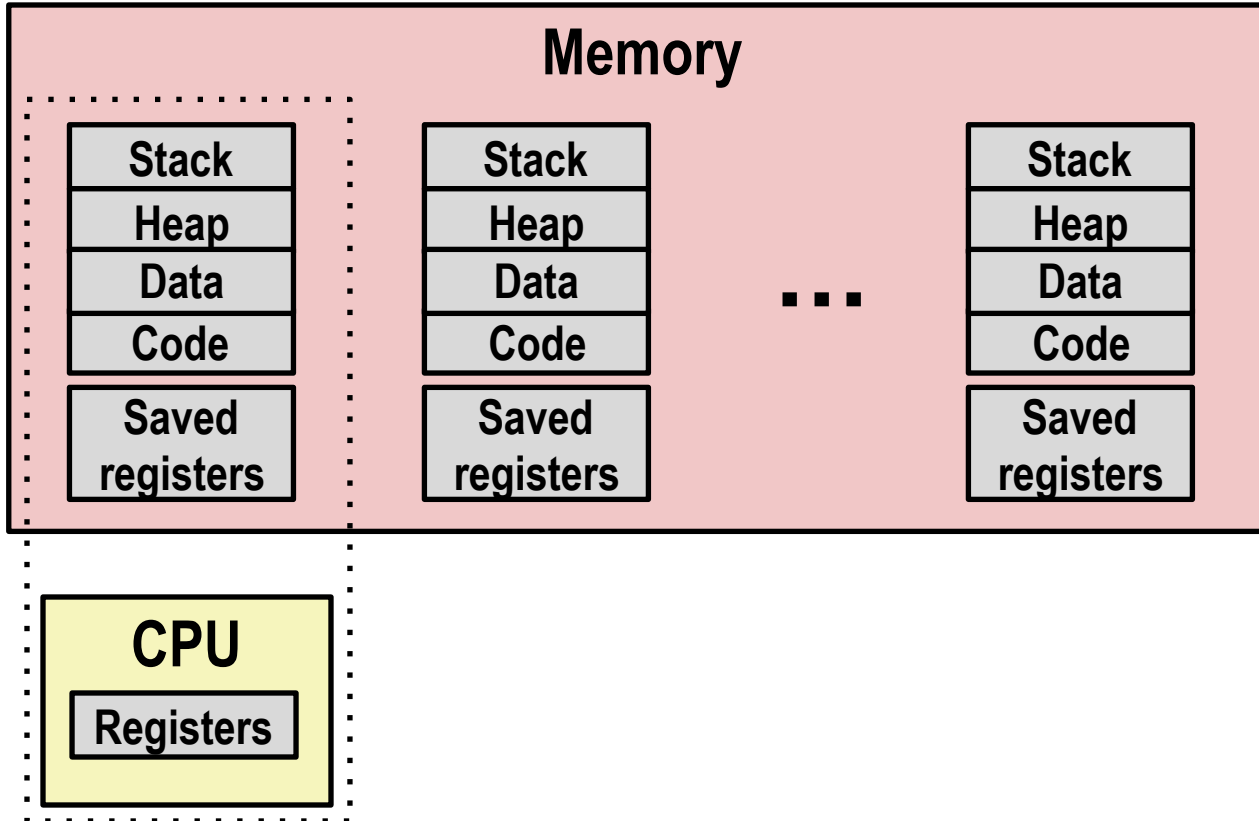 Memory
Stack
Heap
Data
Code
Saved
registers
Stack
Heap
Data
Code
Saved
registers
...
Stack
Heap
Data
Code
Saved
registers
CPU
Registers